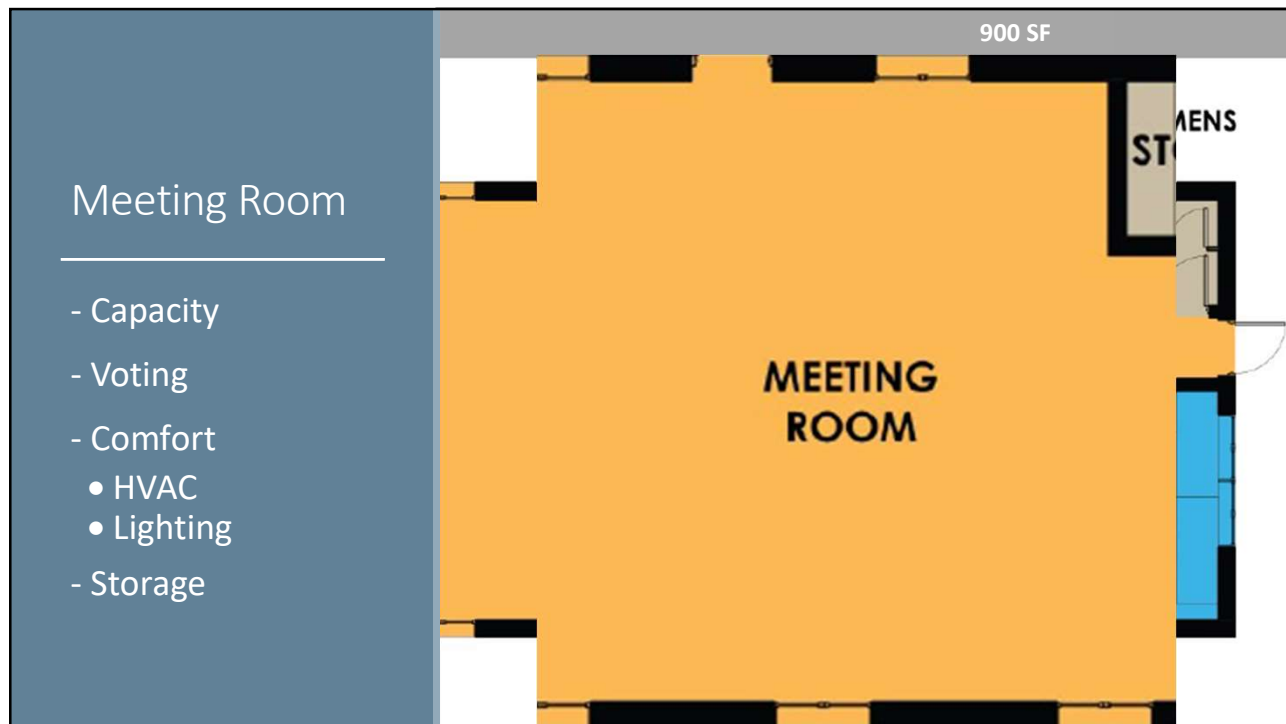 Meeting Room
- Capacity
- Voting
- Comfort
• HVAC
• Lighting
- Storage
900 SF
MEETING
ROOM